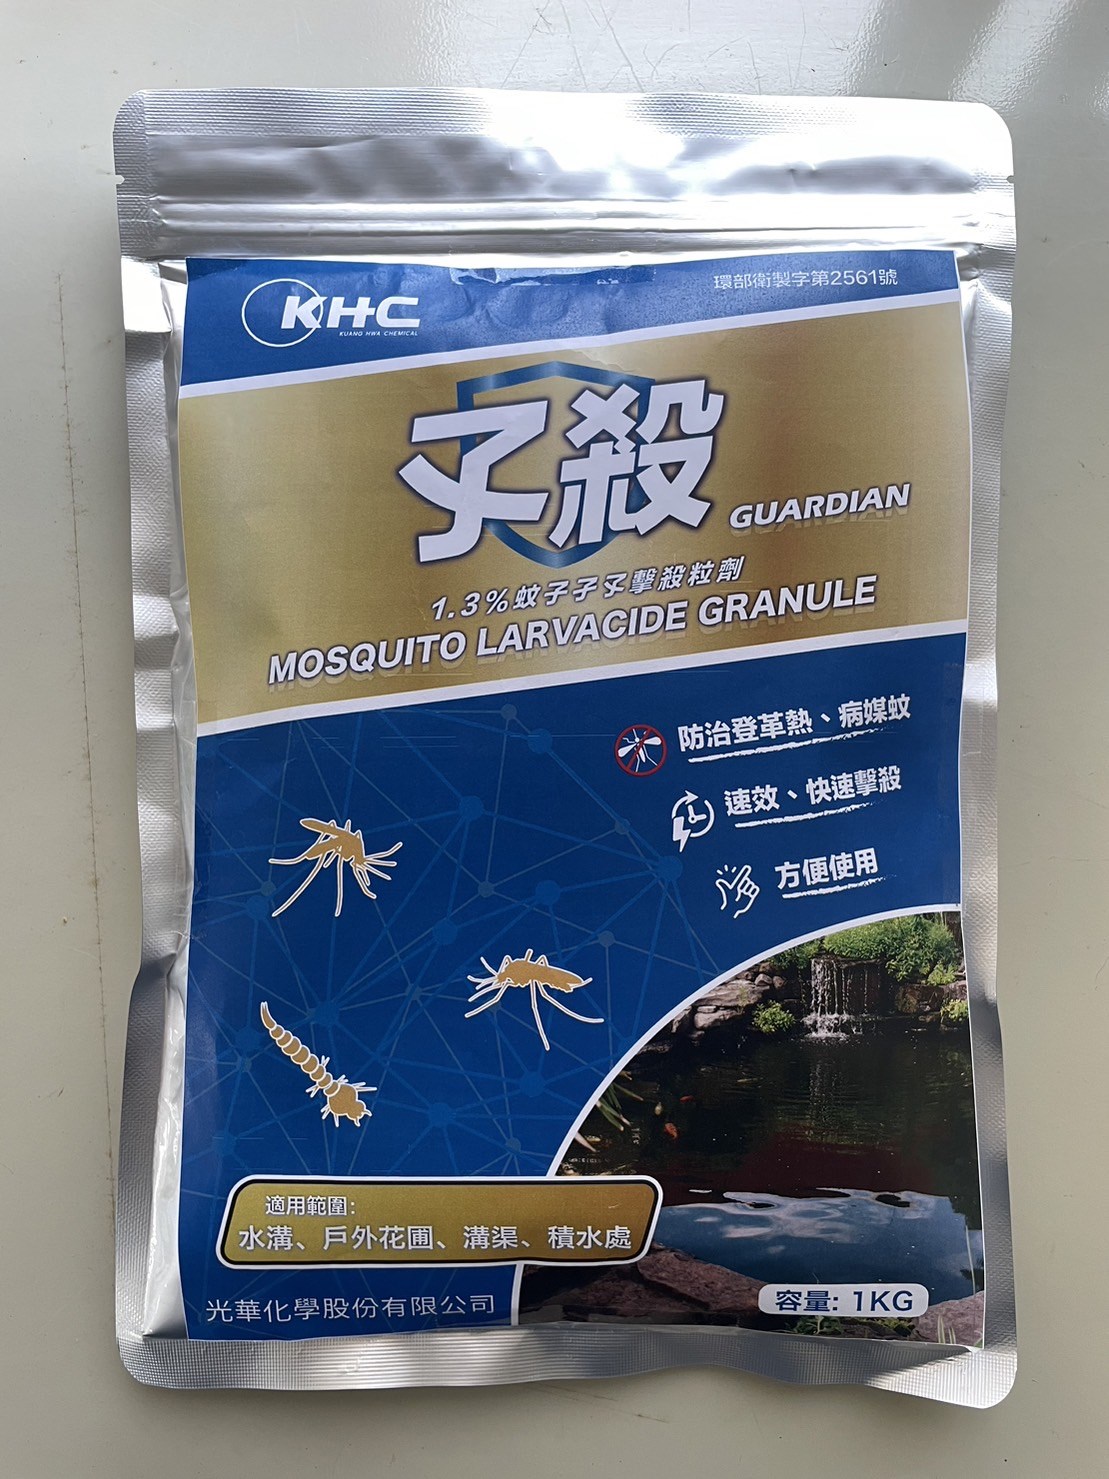 KHC
KUANG HWA CHEMICAL
環部衛製字第2561號
孓殺
GUARDIAN
1.3%蚊子孑孓擊殺粒劑
MOSQUITO LARVACIDE GRANULE
防治登革熱、病媒蚊
速效、快速擊殺
方便使用
適用範圍:
水溝、戶外花圃、溝渠、積水處
光華化學股份有限公司
容量: 1KG